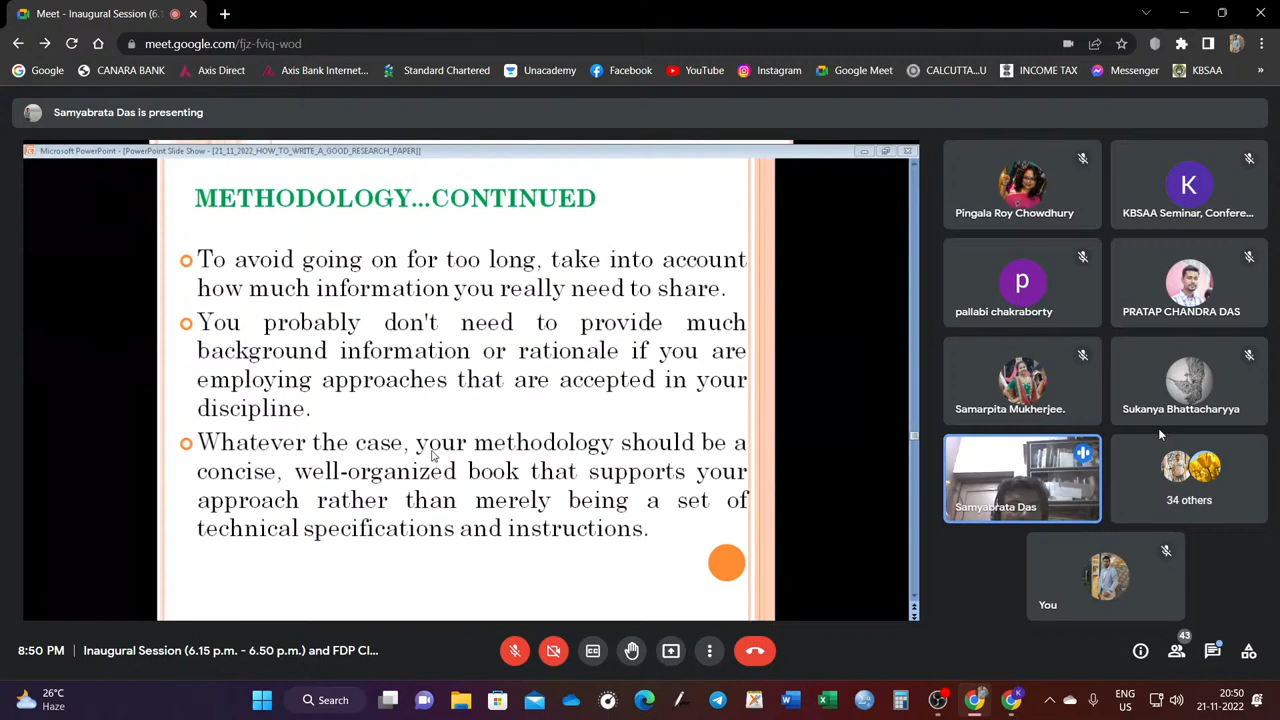 Meet - Inaugural Session (6.1
meet.google.com/fjz-fviq-wod
Google
CANARA BANK
Axis Direct
Axis Bank Internet...
Standard Chartered
Unacademy
Facebook
YouTube
Instagram
Google Meet
CALCUTTA...U
INCOME TAX
Messenger
KBSAA
Samyabrata Das is presenting
Microsoft PowerPoint - [PowerPoint Slide Show - [21_11_2022_HOW_TO_WRITE_A_GOOD_RESEARCH_PAPER]]
METHODOLOGY...CONTINUED
To avoid going on for too long, take into account
how much information you really need to share.
You probably don't need to provide much
background information or rationale if you are
employing approaches that are accepted in your
discipline.
Whatever the case, your methodology should be a
concise, well-organized book that supports your
approach rather than merely being a set of
technical specifications and instructions.
Pingala Roy Chowdhury
K
KBSAA Seminar, Confere...
p
pallabi chakraborty
PRATAP CHANDRA DAS
Samarpita Mukherjee.
Sukanya Bhattacharyya
Samyabrata Das
34 others
You
8:50 PM
Inaugural Session (6.15 p.m. - 6.50 p.m.) and FDP Cl...
43
26°C
Haze
Search
ENG
US
20:50
21-11-2022